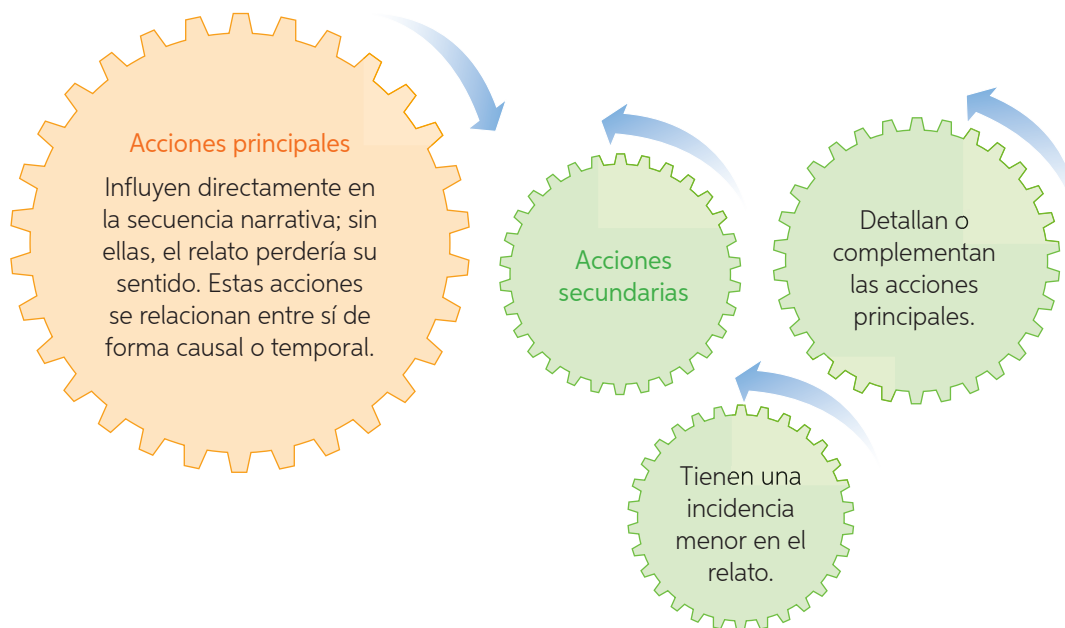 Acciones principales
Influyen directamente en
la secuencia narrativa; sin
ellas, el relato perdería su
sentido. Estas acciones
se relacionan entre sí de
forma causal o temporal.
Acciones
secundarias
Detallan o
complementan
las acciones
principales.
Tienen una
incidencia
menor en el
relato.